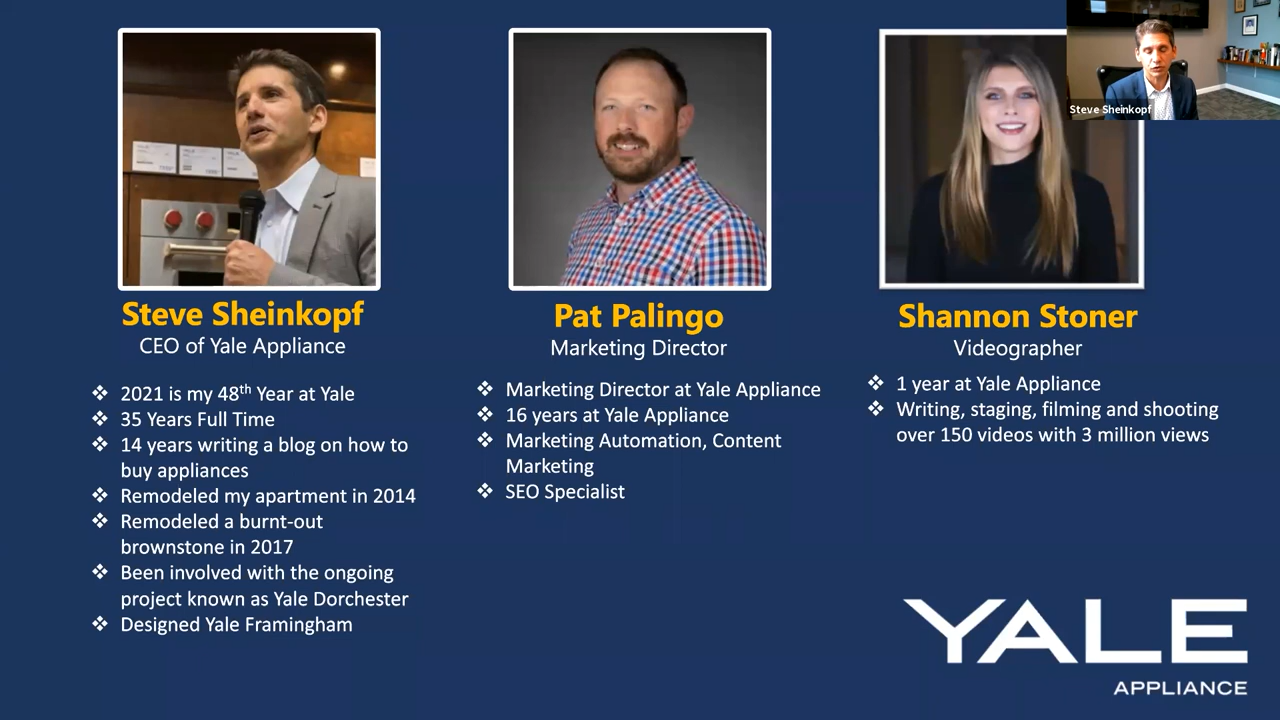 Steve Sheinkopf
Steve Sheinkopf
CEO of Yale Appliance
❖ 2021 is my 48th Year at Yale
❖ 35 Years Full Time
❖ 14 years writing a blog on how to
buy appliances
❖ Remodeled my apartment in 2014
❖ Remodeled a burnt-out
brownstone in 2017
❖ Been involved with the ongoing
project known as Yale Dorchester
❖ Designed Yale Framingham
Pat Palingo
Marketing Director
❖ Marketing Director at Yale Appliance
❖ 16 years at Yale Appliance
❖ Marketing Automation, Content
Marketing
❖ SEO Specialist
Shannon Stoner
Videographer
❖ 1 year at Yale Appliance
❖ Writing, staging, filming and shooting
over 150 videos with 3 million views
YALE
APPLIANCE